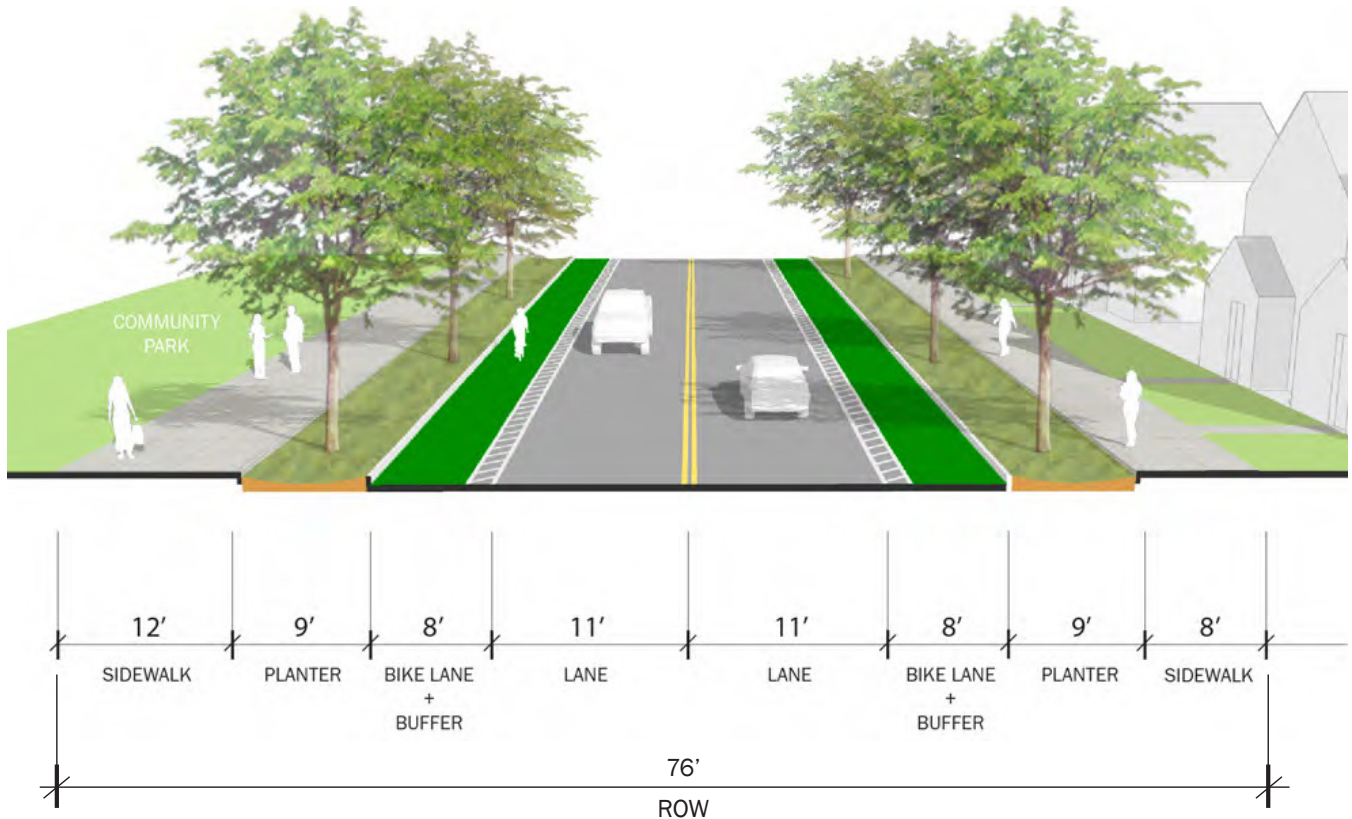 COMMUNITY
PARK
12’ 9’ 8’ 11’ 11’ 8’ 9’ 8’
SIDEWALK PLANTER BIKE LANE LANE LANE BIKE LANE PLANTER SIDEWALK
+ +
BUFFER BUFFER
76’
ROW